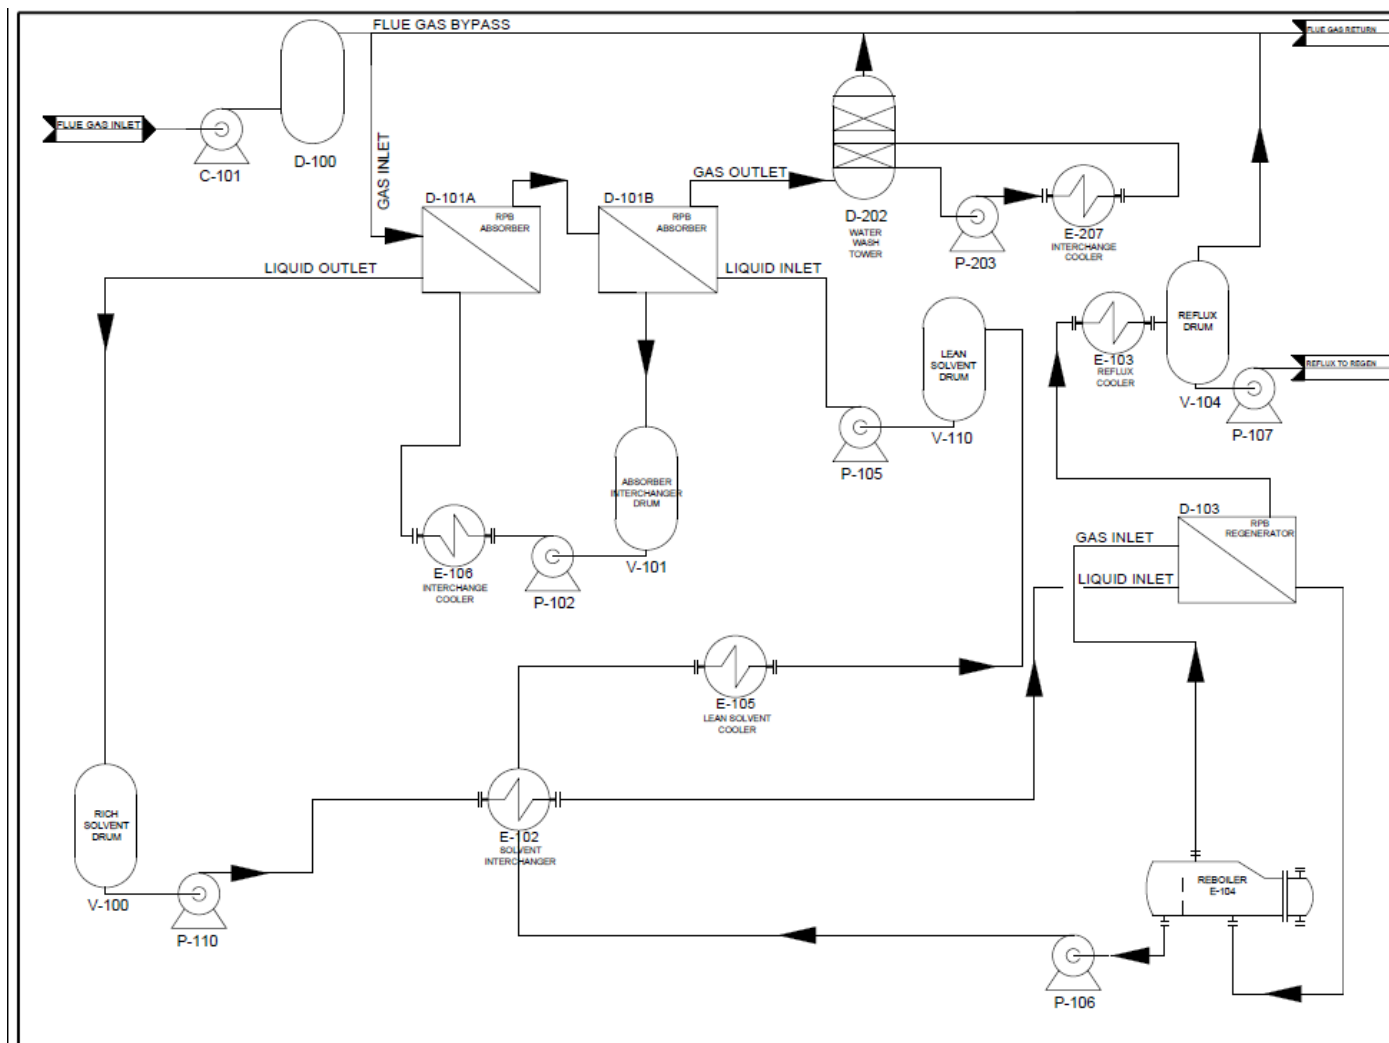 FLUE GAS BYPASS
FLUE GAS RETURN
FLUE GAS INLET
C-101
D-100
GAS INLET
D-101A
RPB
ABSORBER
D-101B
RPB
ABSORBER
GAS OUTLET
D-202
WATER
WASH
TOWER
P-203
E-207
INTERCHANGE
COOLER
LIQUID OUTLET
LIQUID INLET
LEAN
SOLVENT
DRUM
V-110
P-105
E-103
REFLUX
COOLER
REFLUX
DRUM
V-104
REFLUX TO REGEN
P-107
ABSORBER
INTERCHANGER
DRUM
V-101
E-106
INTERCHANGE
COOLER
P-102
D-103
RPB
REGENERATOR
GAS INLET
LIQUID INLET
E-105
LEAN SOLVENT
COOLER
RICH
SOLVENT
DRUM
V-100
P-110
E-102
SOLVENT
INTERCHANGER
REBOILER
E-104
P-106